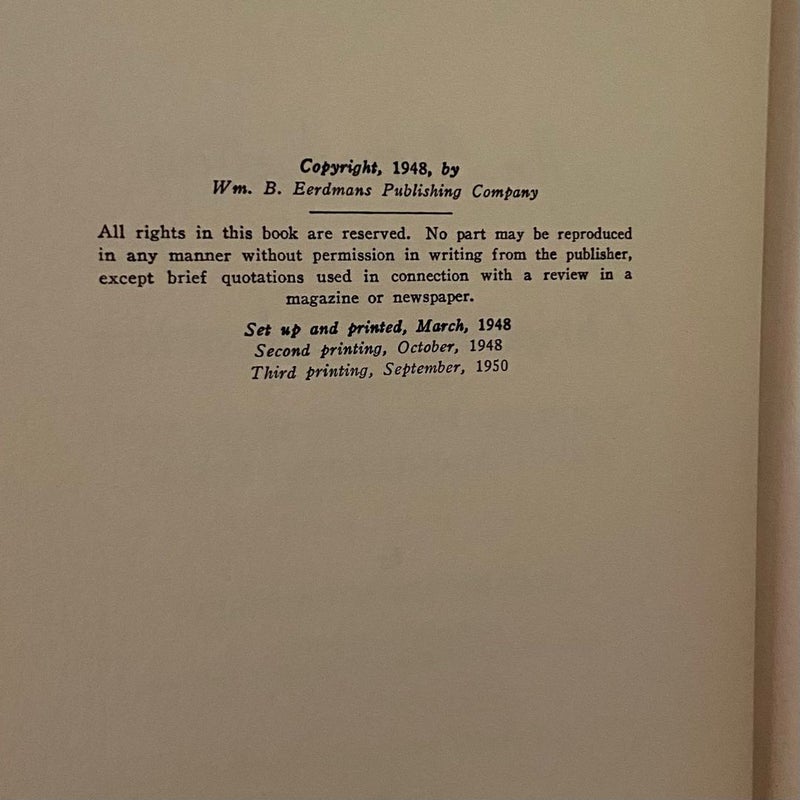 Copyright, 1948, by
Wm. B. Eerdmans Publishing Company
All rights in this book are reserved. No part may be reproduced
in any manner without permission in writing from the publisher,
except brief quotations used in connection with a review in a
magazine or newspaper.
Set up and printed, March, 1948
Second printing, October, 1948
Third printing, September, 1950